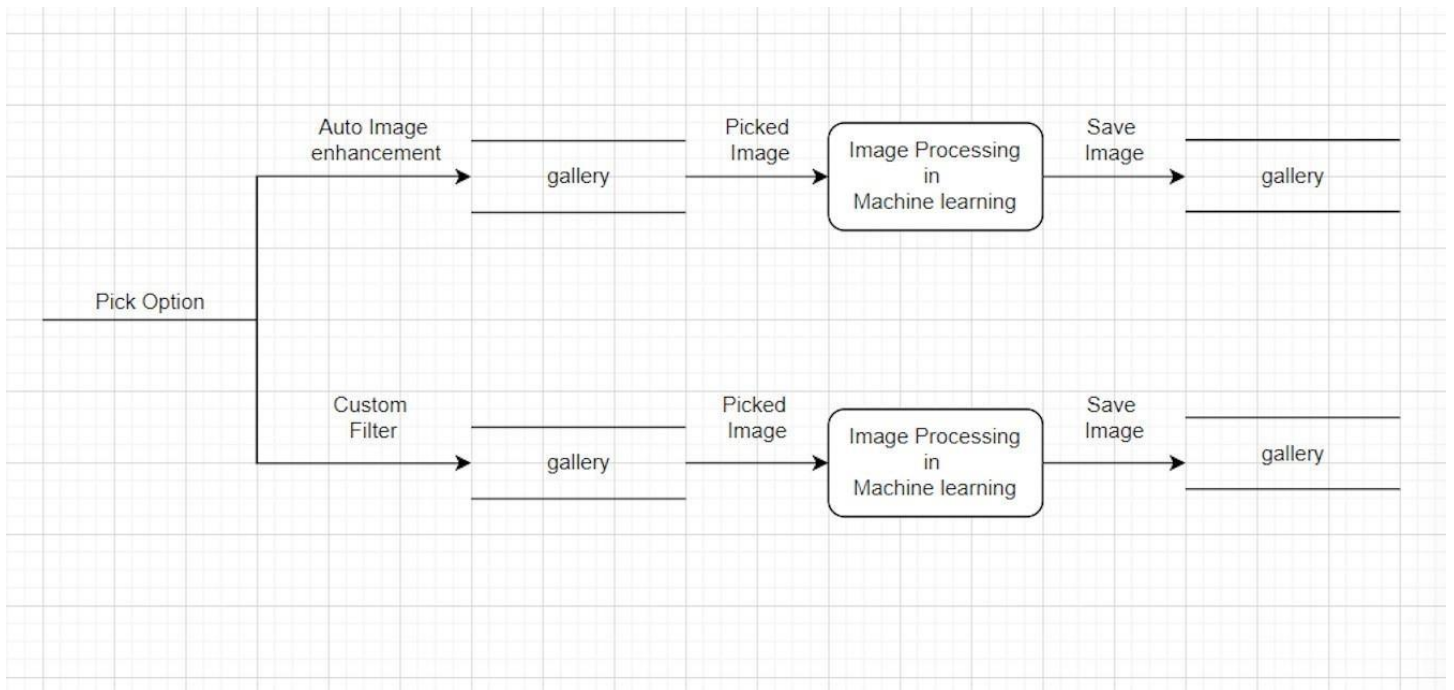 Auto Image
enhancement
gallery
Picked
Image
Image Processing
in
Machine learning
Save
Image
gallery
Pick Option
Custom
Filter
gallery
Picked
Image
Image Processing
in
Machine learning
Save
Image
gallery